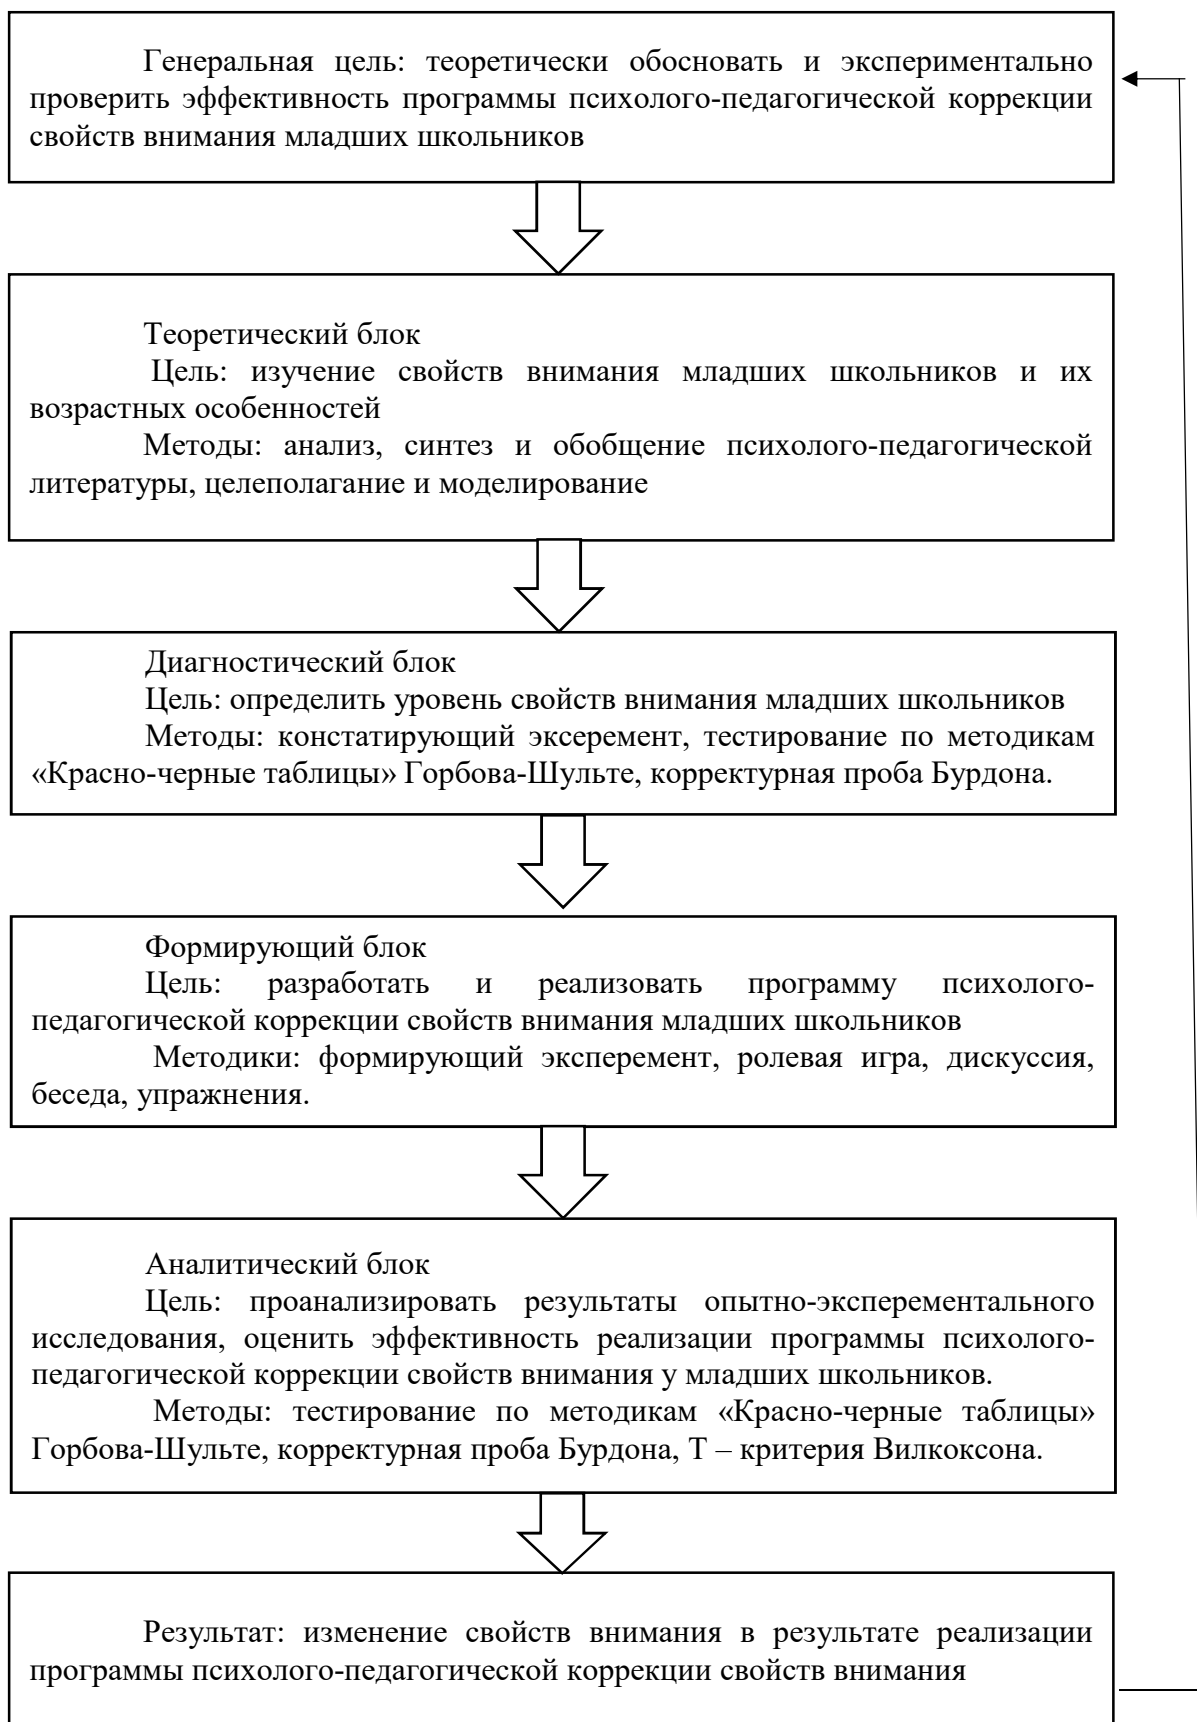 Генеральная цель: теоретически обосновать и экспериментально
проверить эффективность программы психолого-педагогической коррекции
свойств внимания младших школьников
Теоретический блок
Цель: изучение свойств внимания младших школьников и их
возрастных особенностей
Методы: анализ, синтез и обобщение психолого-педагогической
литературы, целеполагание и моделирование
Диагностический блок
Цель: определить уровень свойств внимания младших школьников
Методы: констатирующий эксеремент, тестирование по методикам
«Красно-черные таблицы» Горбова-Шульте, корректурная проба Бурдона.
Формирующий блок
Цель: разработать и реализовать программу психолого-
педагогической коррекции свойств внимания младших школьников
Методики: формирующий эксперемент, ролевая игра, дискуссия,
беседа, упражнения.
Аналитический блок
Цель: проанализировать результаты опытно-эксперементального
исследования, оценить эффективность реализации программы психолого-
педагогической коррекции свойств внимания у младших школьников.
Методы: тестирование по методикам «Красно-черные таблицы»
Горбова-Шульте, корректурная проба Бурдона, Т – критерия Вилкоксона.
Результат: изменение свойств внимания в результате реализации
программы психолого-педагогической коррекции свойств внимания